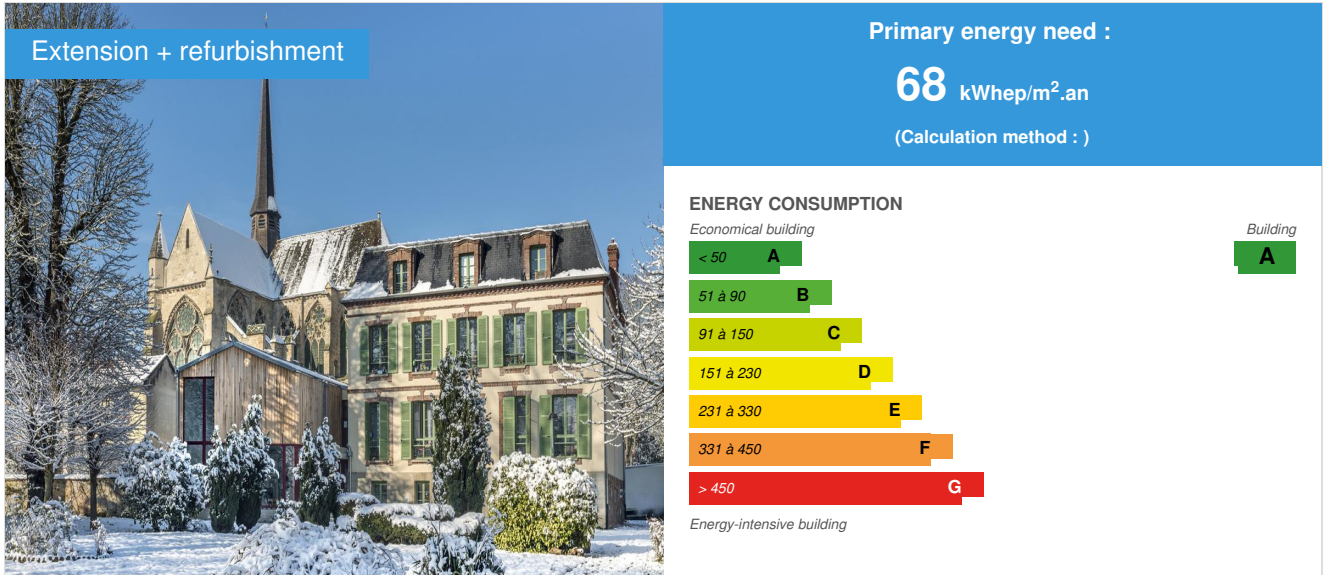 Extension + refurbishment
Primary energy need :
68 kWhep/m².an
(Calculation method : )
ENERGY CONSUMPTION
Economical building
Building
< 50 A
A
51 à 90 B
91 à 150 C
151 à 230 D
231 à 330 E
331 à 450 F
> 450 G
Energy-intensive building